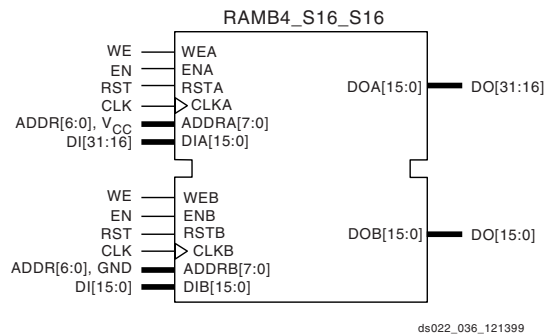 RAMB4_S16_S16
WE WEA
EN ENA
RST RSTA DOA[15:0] DO[31:16]
CLK CLKA
ADDR[6:0], VCC ADDRA[7:0]
DI[31:16] DIA[15:0]
WE WEB
EN ENB
RST RSTB DOB[15:0] DO[15:0]
CLK CLKB
ADDR[6:0], GND ADDRB[7:0]
DI[15:0] DIB[15:0]
ds022_036_121399